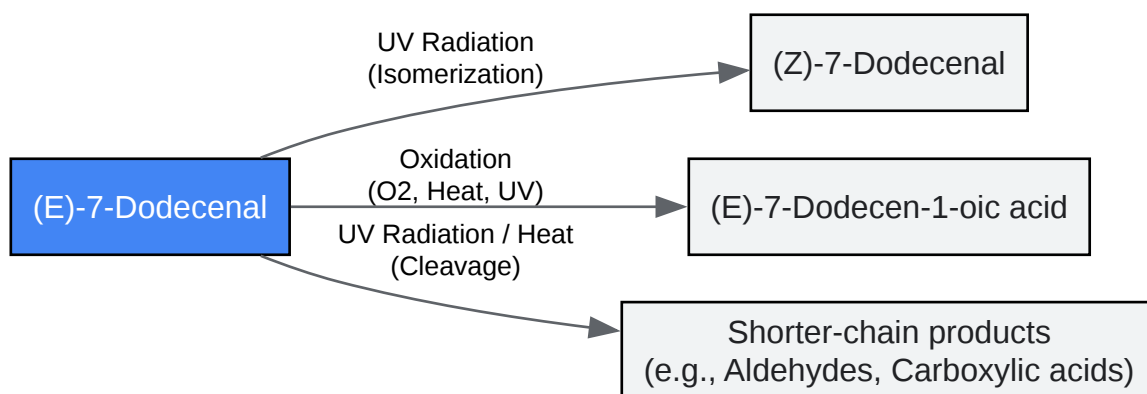 UV Radiation
(Isomerization)
(Z)-7-Dodecenal
(E)-7-Dodecenal
Oxidation
(O2, Heat, UV)
(E)-7-Dodecen-1-oic acid
UV Radiation / Heat
(Cleavage)
Shorter-chain products
(e.g., Aldehydes, Carboxylic acids)